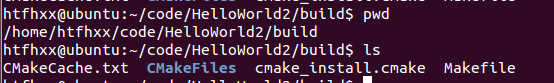 htfhxx@ubuntu:~/code/HelloWorld2/build$ pwd
/home/htfhxx/code/HelloWorld2/build
htfhxx@ubuntu:~/code/HelloWorld2/build$ ls
CMakeCache.txt CMakeFiles cmake_install.cmake Makefile